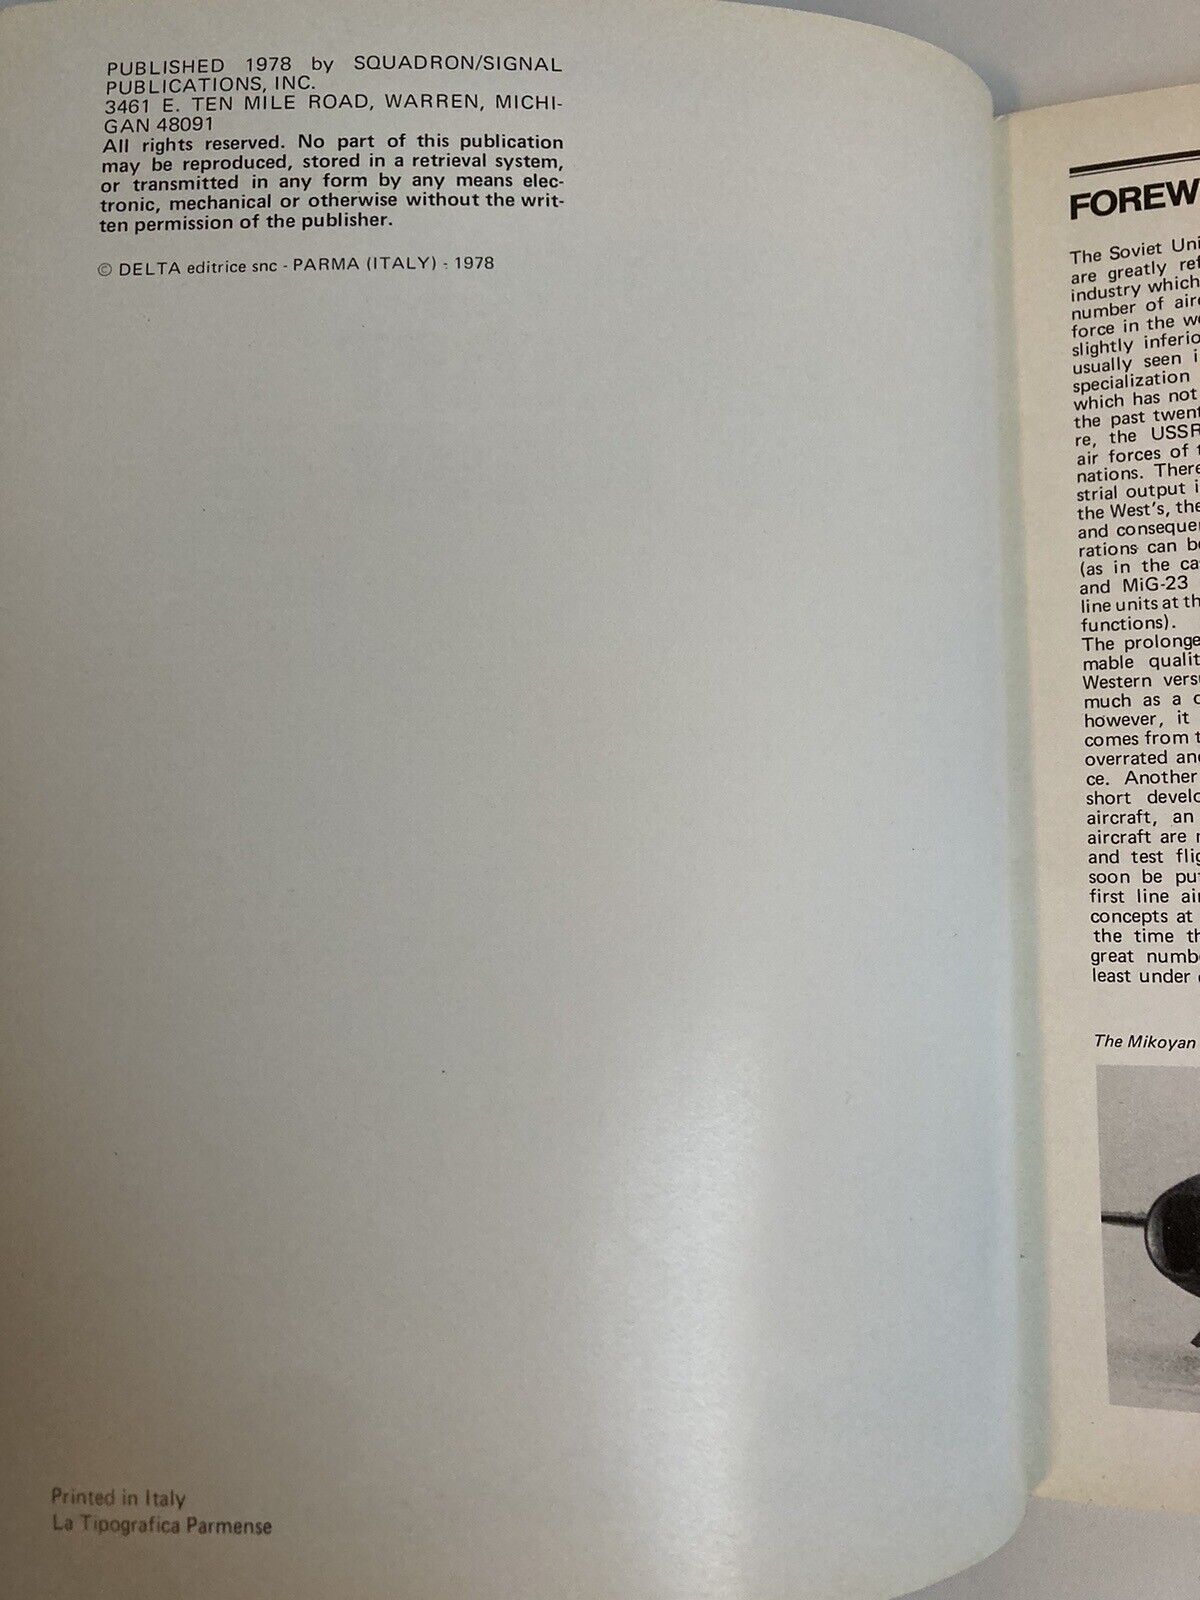 PUBLISHED 1978 by SQUADRON/SIGNAL
PUBLICATIONS, INC.
3461 E. TEN MILE ROAD, WARREN, MICHI-
GAN 48091
All rights reserved. No part of this publication
may be reproduced, stored in a retrieval system,
or transmitted in any form by any means elec-
tronic, mechanical or otherwise without the writ-
ten permission of the publisher.
© DELTA editrice snc - PARMA (ITALY) - 1978
Printed in Italy
La Tipografica Parmense
FOREW
The Soviet Uni
are greatly ref
industry which
number of airc
force in the wo
slightly inferio
usually seen i
specialization
which has not
the past twent
re, the USSR
air forces of t
nations. There
strial output i
the West's, the
and consequen
rations can be
(as in the cas
and MiG-23
line units at th
functions).
The prolonge
mable qualit
Western versu
much as a c
however, it
comes from t
overrated and
ce. Another
short develo
aircraft, an
aircraft are n
and test flig
soon be put
first line air
concepts at
the time th
great numbe
least under
The Mikoyan